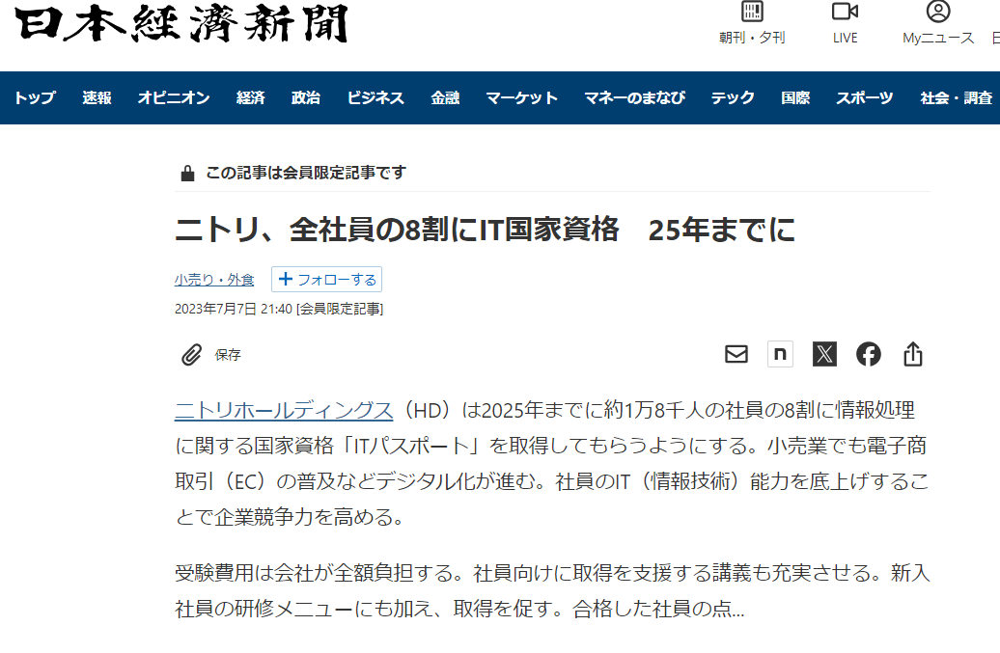 日本経済新聞
朝刊・夕刊
LIVE
Myニュース
トップ 速報 オピニオン 経済 政治 ビジネス 金融 マーケット マネーのまなび テック 国際 スポーツ 社会・調査
この記事は会員限定記事です
ニトリ、全社員の8割にIT国家資格　25年までに
小売り・外食 + フォローする
2023年7月7日 21:40 [会員限定記事]
保存
ニトリホールディングス（HD）は2025年までに約1万8千人の社員の8割に情報処理
に関する国家資格「ITパスポート」を取得してもらうようにする。小売業でも電子商
取引（EC）の普及などデジタル化が進む。社員のIT（情報技術）能力を底上げするこ
とで企業競争力を高める。
受験費用は会社が全額負担する。社員向けに取得を支援する講義も充実させる。新入
社員の研修メニューにも加え、取得を促す。合格した社員の点...